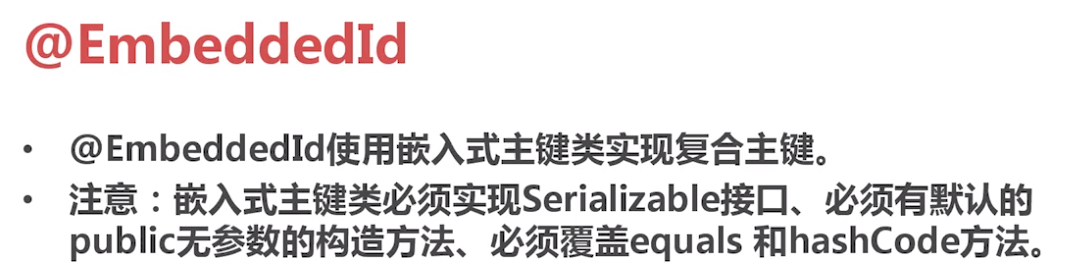 @EmbeddedId
• @EmbeddedId使用嵌入式主键类实现复合主键。
• 注意：嵌入式主键类必须实现Serializable接口、必须有默认的
public无参数的构造方法、必须覆盖equals 和hashCode方法。